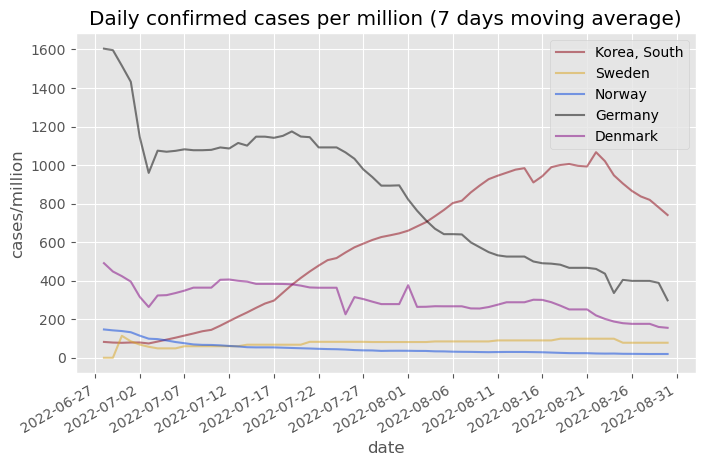 Daily confirmed cases per million (7 days moving average)
1600
1400
1200
1000
800
600
400
200
0
cases/million
Korea, South
Sweden
Norway
Germany
Denmark
2022-06-27
2022-07-02
2022-07-07
2022-07-12
2022-07-17
2022-07-22
2022-07-27
2022-08-01
2022-08-06
2022-08-11
2022-08-16
2022-08-21
2022-08-26
2022-08-31
date